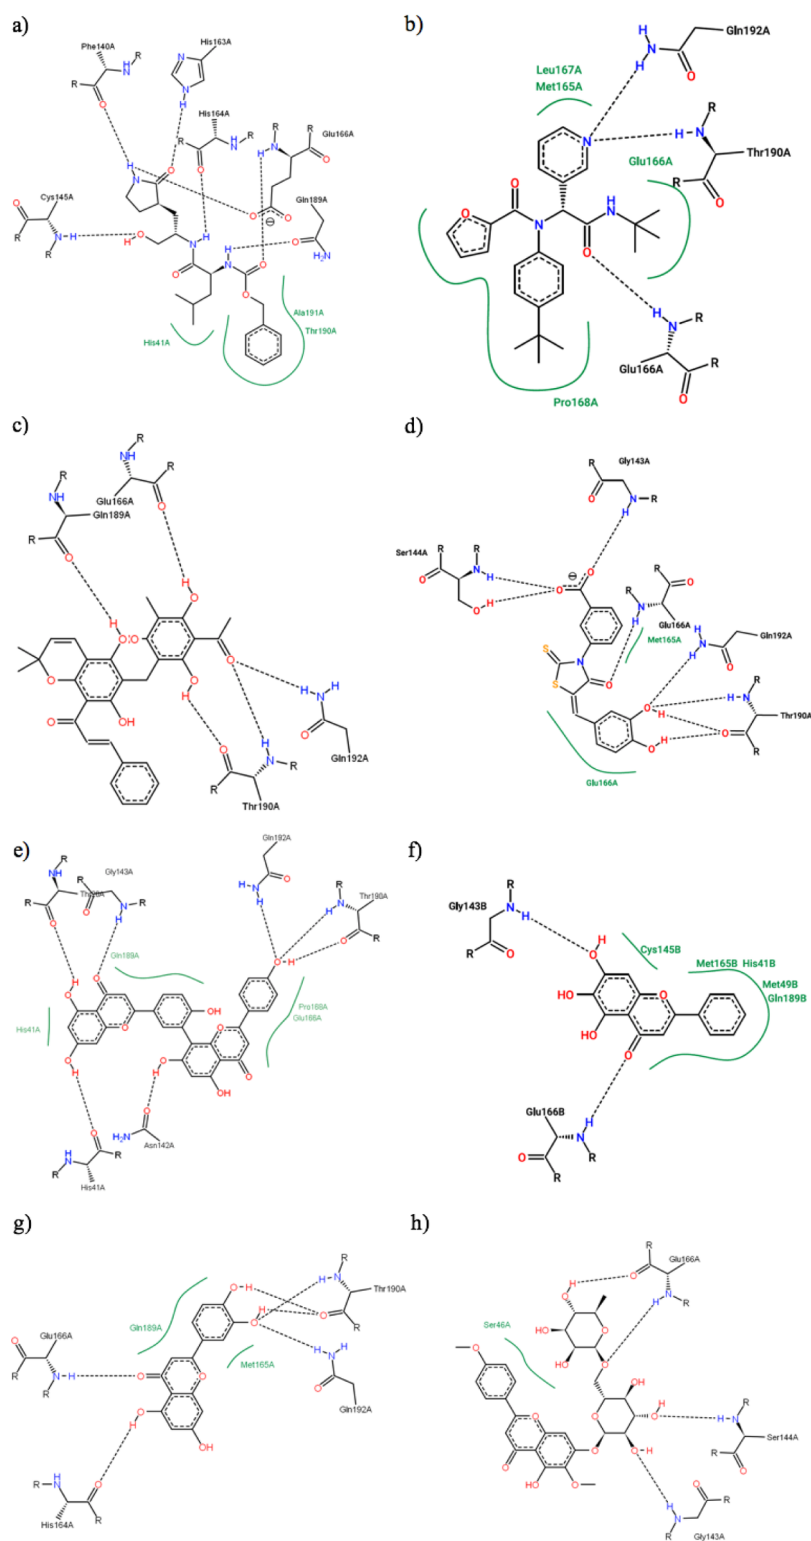 a)
His163A
Phe140A
His164A
Glu166A
Cys145A
Gln189A
Ala191A
Thr190A
His41A
b)
Gln192A
Leu167A
Met165A
Glu166A
Thr190A
Glu166A
Pro168A
c)
Glu166A
Gln189A
Gln192A
Thr190A
d)
Gly143A
Ser144A
Glu166A
Met165A
Gln192A
Thr190A
Glu166A
e)
Gln192A
Gly143A
Thr190A
Gln189A
Pro168A
Glu166A
His41A
Asn142A
His41A
f)
Gly143B
Cys145B
Met165B His41B
Met49B
Gln189B
Glu166B
g)
Thr190A
Gln189A
Glu166A
Met165A
Gln192A
His164A
h)
Glu166A
Ser46A
Ser144A
Gly143A